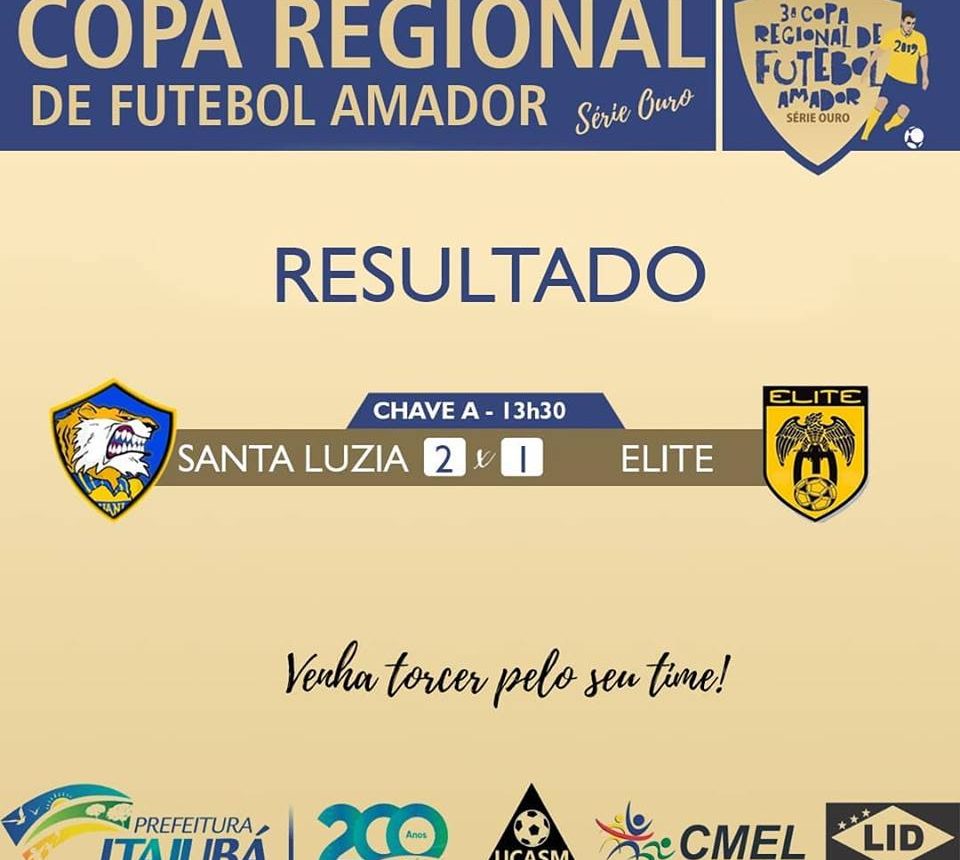 COPA REGIONAL
DE FUTEBOL AMADOR Série Ouro
3ª COPA
REGIONAL DE
FUTEBOL
AMADOR
SÉRIE OURO
2019
RESULTADO
CHAVE A - 13h30
SANTA LUZIA 2 x 1 ELITE
ELITE
Venha torcer pelo seu time!
PREFEITURA
ITAJUBÁ
200
Anos
UCASM
CMEL
LID